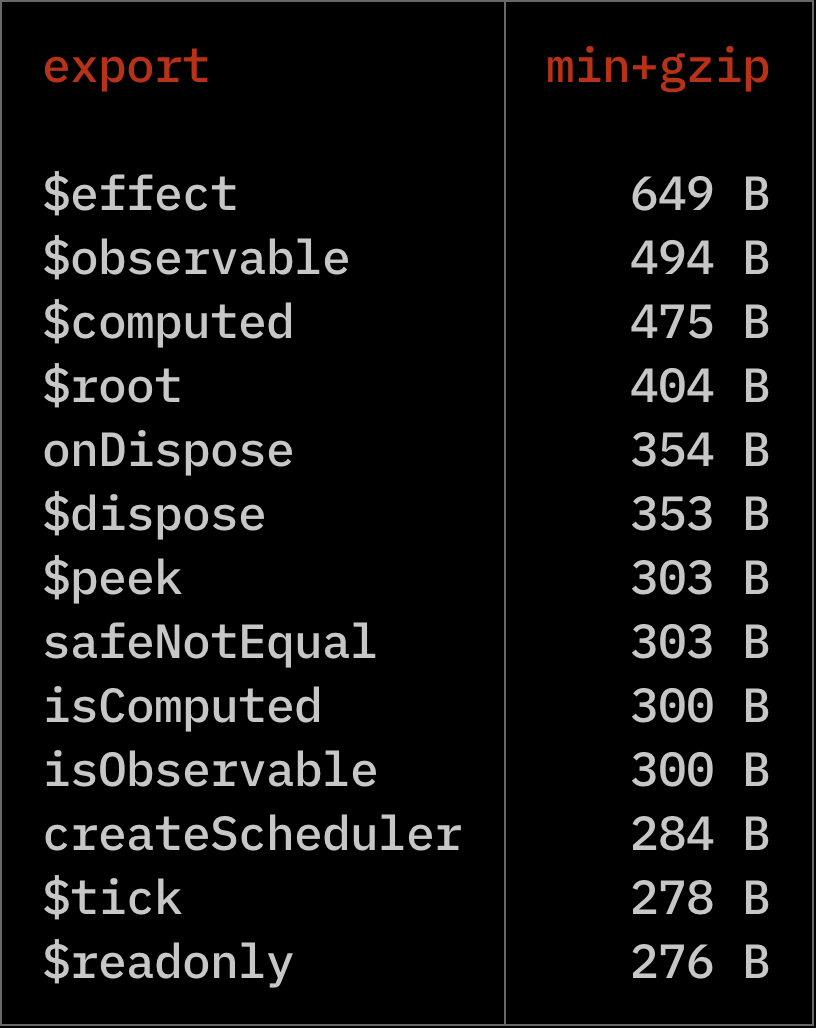 export min+gzip
$effect 649 B
$observable 494 B
$computed 475 B
$root 404 B
onDispose 354 B
$dispose 353 B
$peek 303 B
safeNotEqual 303 B
isComputed 300 B
isObservable 300 B
createScheduler 284 B
$tick 278 B
$readonly 276 B